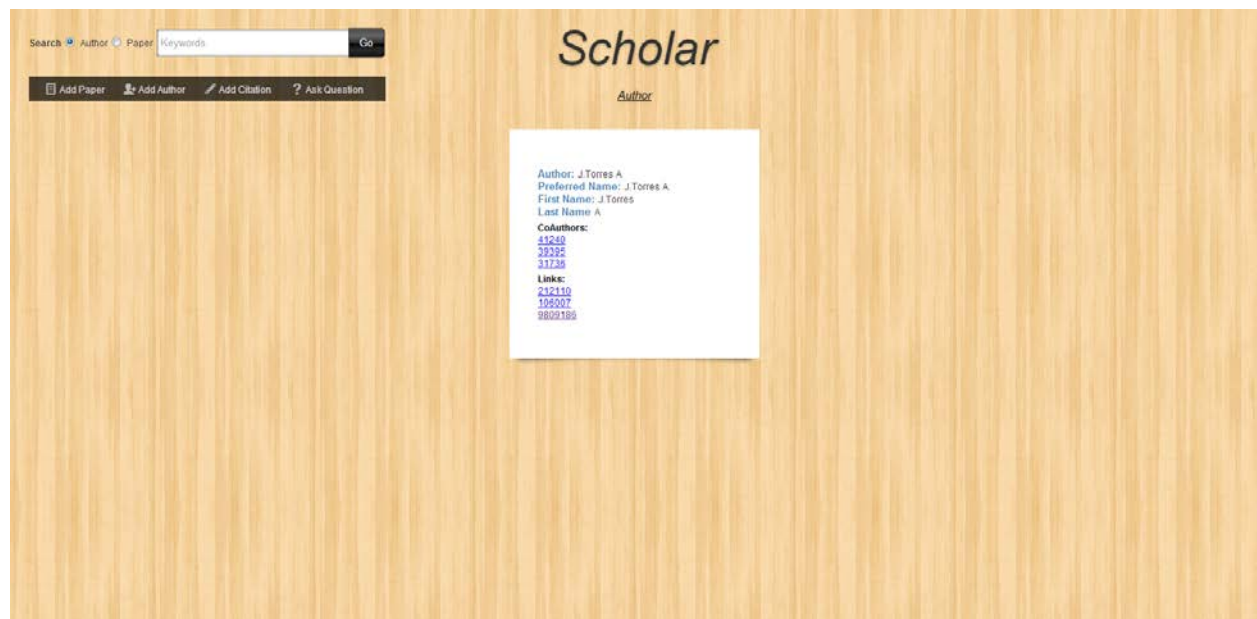 Search Author Paper Keywords Go
Add Paper Add Author Add Citation ? Ask Question
Scholar
Author
Author: J.Torres A
Preferred Name: J.Torres A.
First Name: J.Torres
Last Name A
CoAuthors:
41240
39395
31736
Links:
212110
106007
9809186